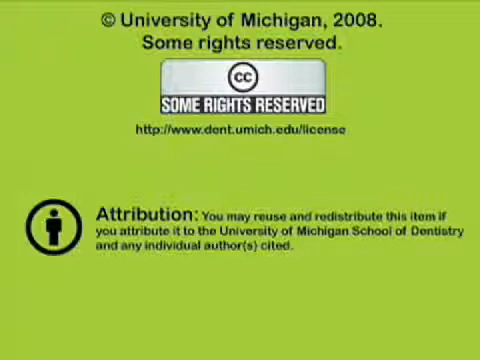 © University of Michigan, 2008.
Some rights reserved.
cc
SOME RIGHTS RESERVED
http://www.dent.umich.edu/license
Attribution: You may reuse and redistribute this item if
you attribute it to the University of Michigan School of Dentistry
and any individual author(s) cited.